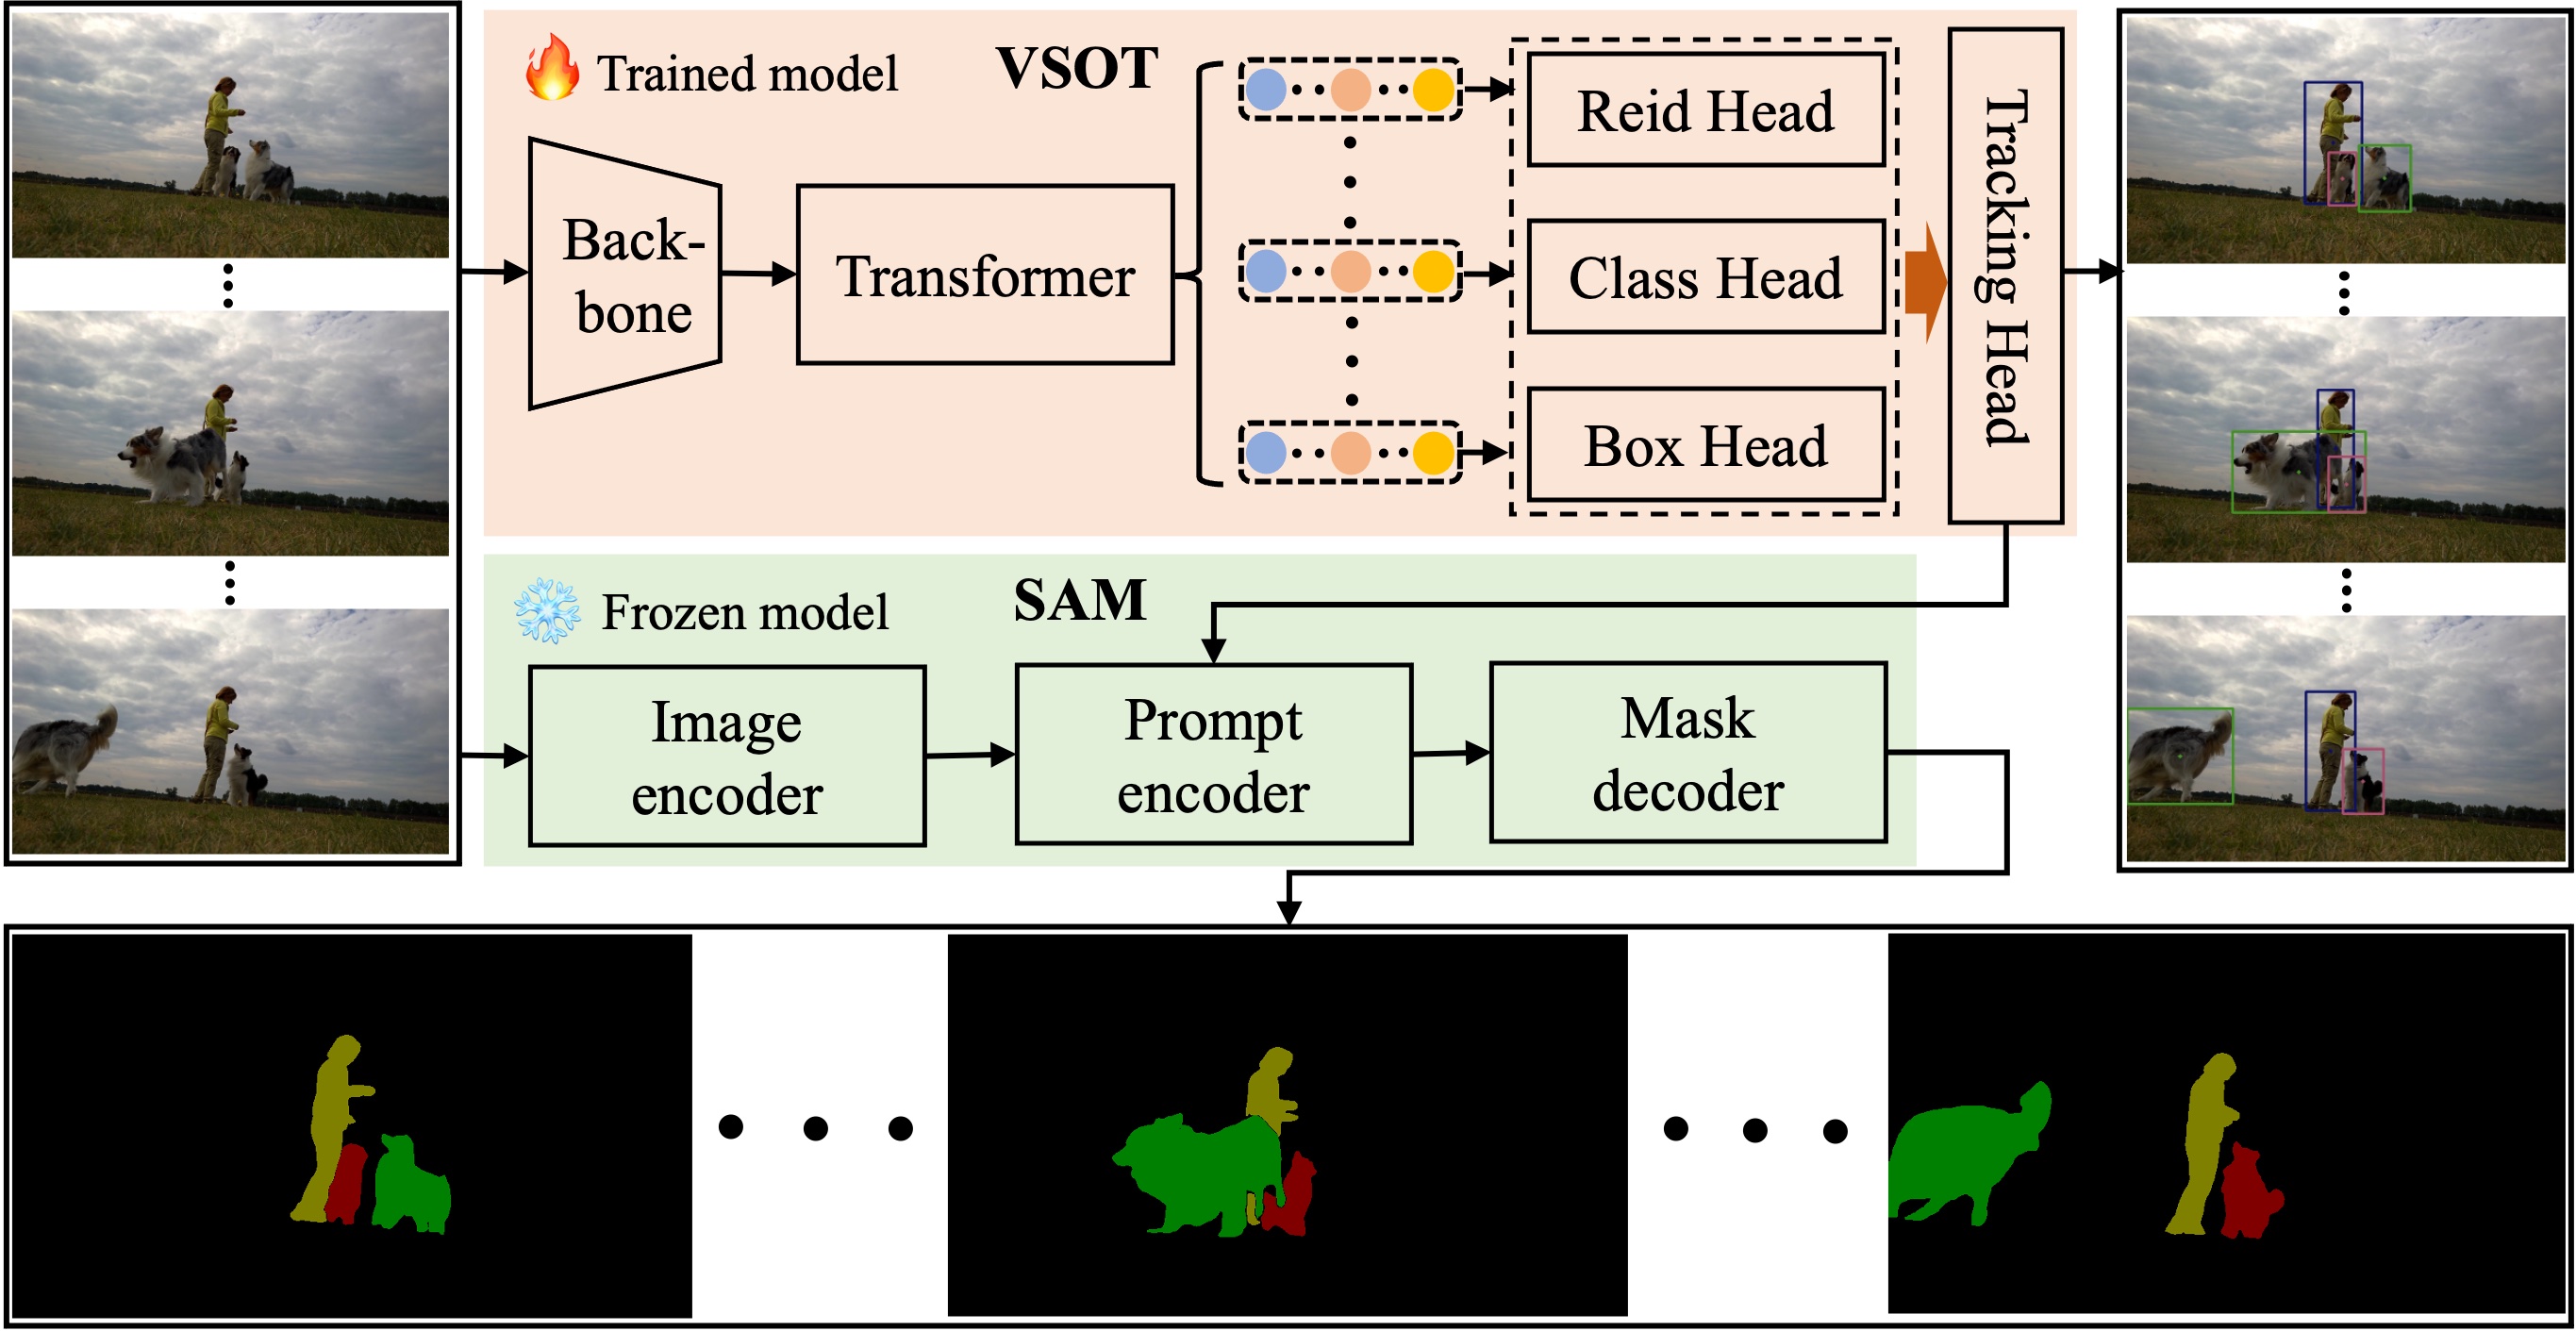 Trained model
VSOT
Back-
bone
Transformer
Reid Head
Class Head
Box Head
Tracking Head
Frozen model
SAM
Image
encoder
Prompt
encoder
Mask
decoder